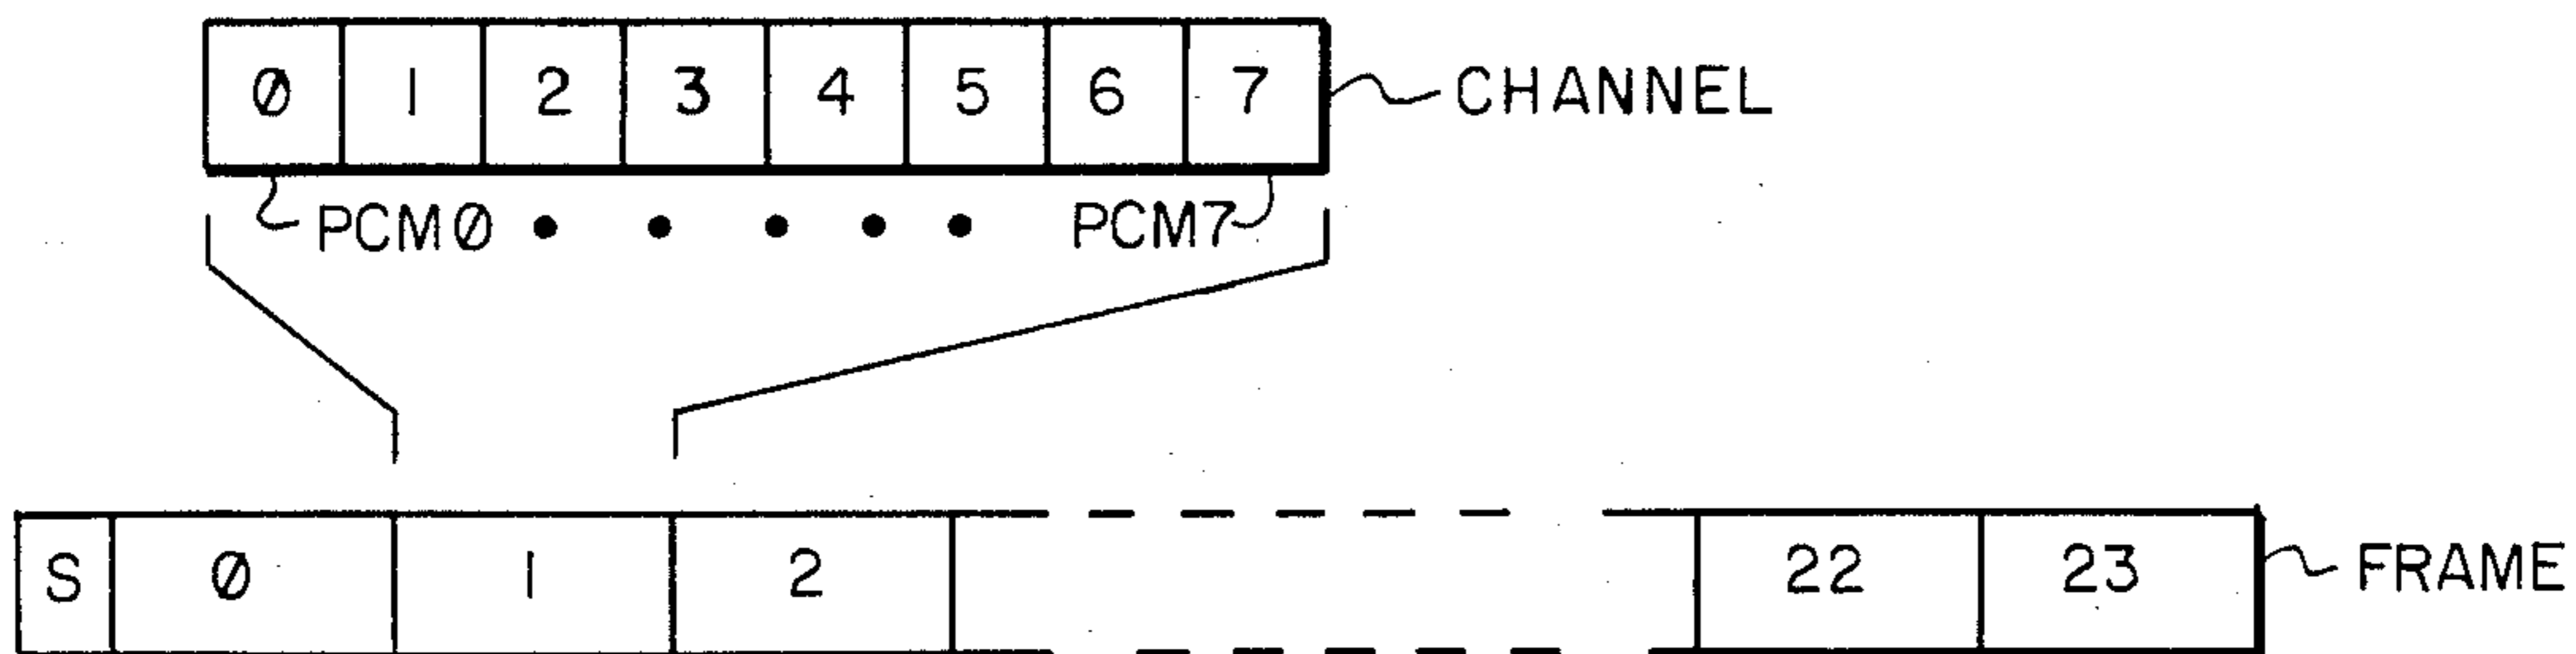 0 1 2 3 4 5 6 7 CHANNEL
PCM0 • • • • • PCM7
S 0 1 2 22 23 FRAME